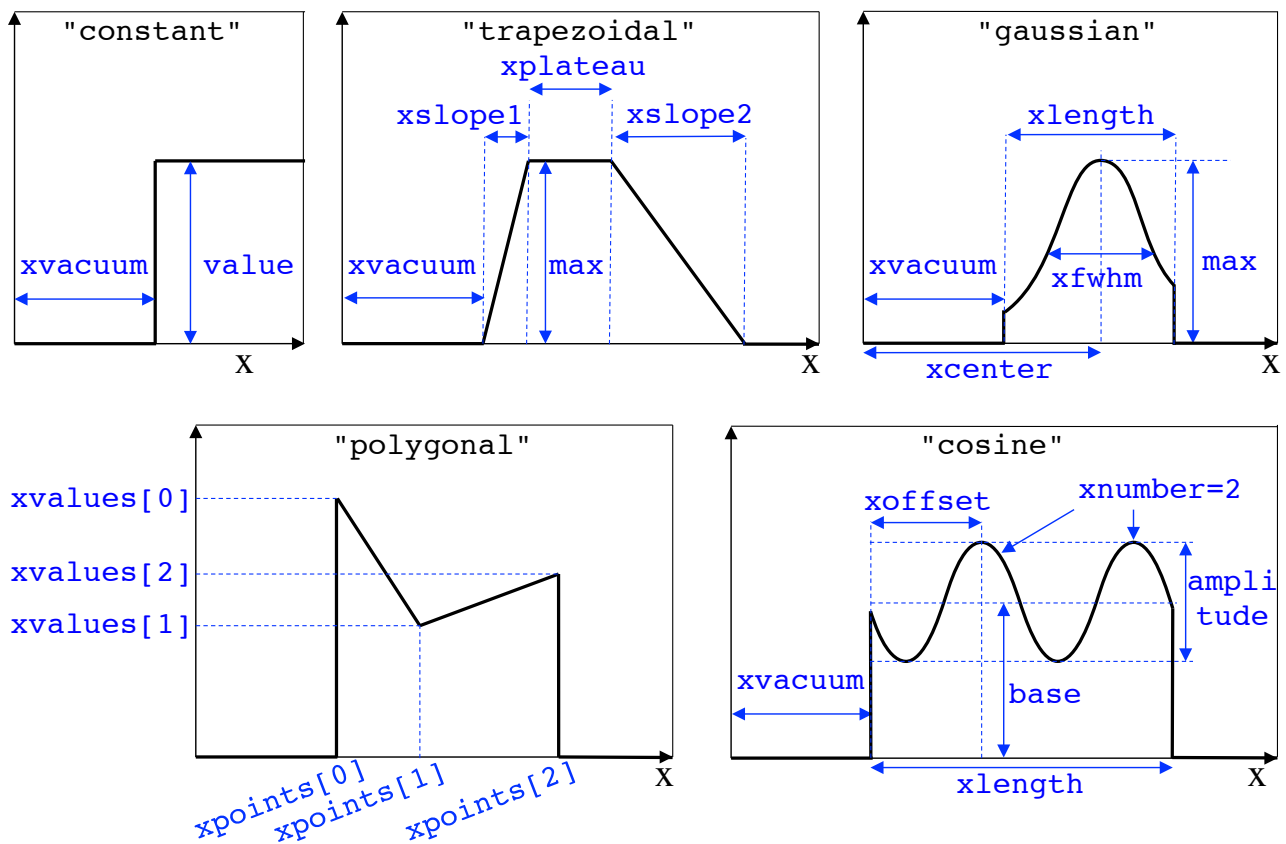 "constant"
xvacuum
value
x
"trapezoidal"
xplateau
xslope1
xslope2
xvacuum
max
x
"gaussian"
xlength
xvacuum
xfwhm
max
xcenter
x
"polygonal"
xvalues[0]
xvalues[2]
xvalues[1]
xpoints[0]
xpoints[1]
xpoints[2]
x
"cosine"
xoffset
xnumber=2
ampli
tude
xvacuum
base
xlength
x